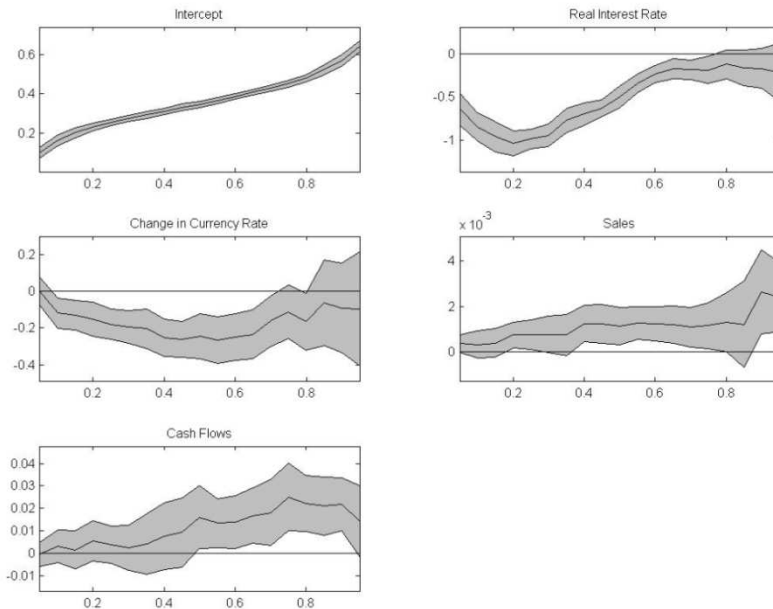 Intercept
0.6
0.4
0.2
0.2 0.4 0.6 0.8
Real Interest Rate
0
-0.5
-1
0.2 0.4 0.6 0.8
Change in Currency Rate
0.2
0
-0.2
-0.4
0.2 0.4 0.6 0.8
x 10-3
Sales
4
2
0
0.2 0.4 0.6 0.8
Cash Flows
0.04
0.03
0.02
0.01
0
-0.01
0.2 0.4 0.6 0.8